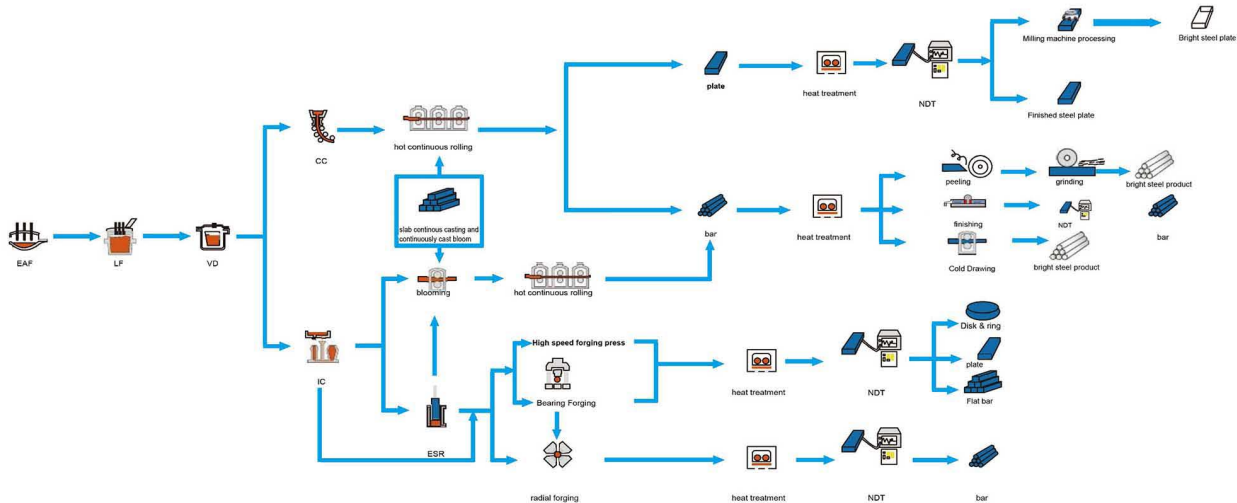 Milling machine processing
Bright steel plate
plate
heat treatment
NDT
Finished steel plate
CC
hot continuous rolling
peeling
grinding
bright steel product
slab continous casting and
continuously cast bloom
bar
heat treatment
finishing
NDT
bar
EAF
LF
VD
Cold Drawing
bright steel product
blooming
hot continuous rolling
Disk & ring
High speed forging press
plate
IC
heat treatment
NDT
Bearing Forging
Flat bar
ESR
radial forging
heat treatment
NDT
bar